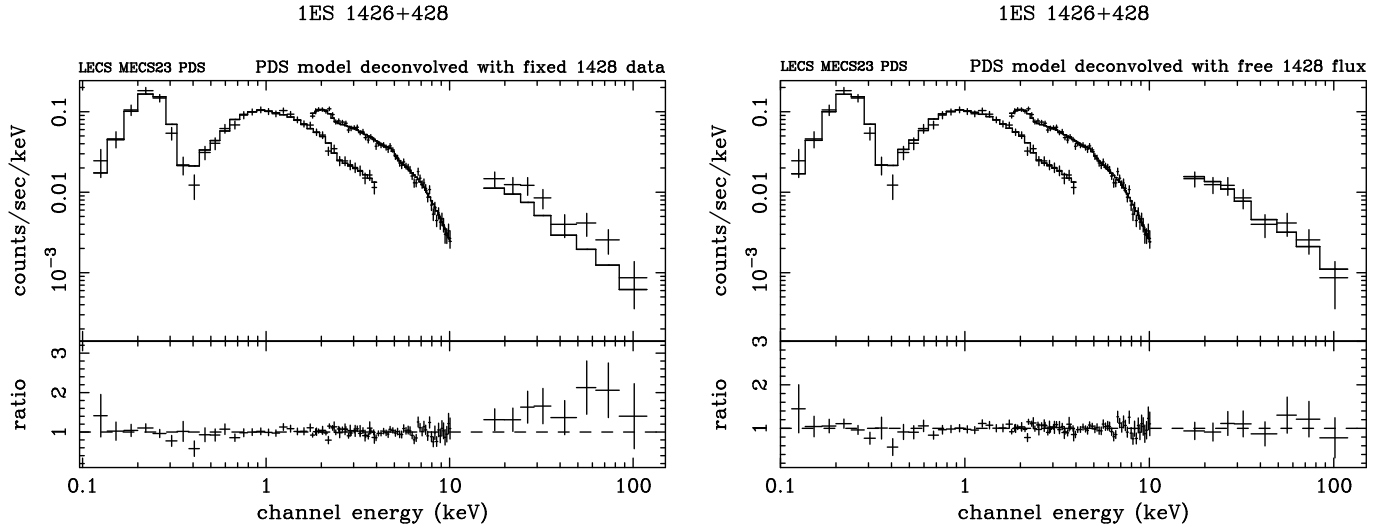 1ES 1426+428
LECS MECS23 PDS PDS model deconvolved with fixed 1428 data
counts/sec/keV
0.1
0.01
10^-3
ratio
3
2
1
0.1 1 10 100
channel energy (keV)
1ES 1426+428
LECS MECS23 PDS PDS model deconvolved with free 1428 flux
counts/sec/keV
0.1
0.01
10^-3
ratio
3
2
1
0.1 1 10 100
channel energy (keV)